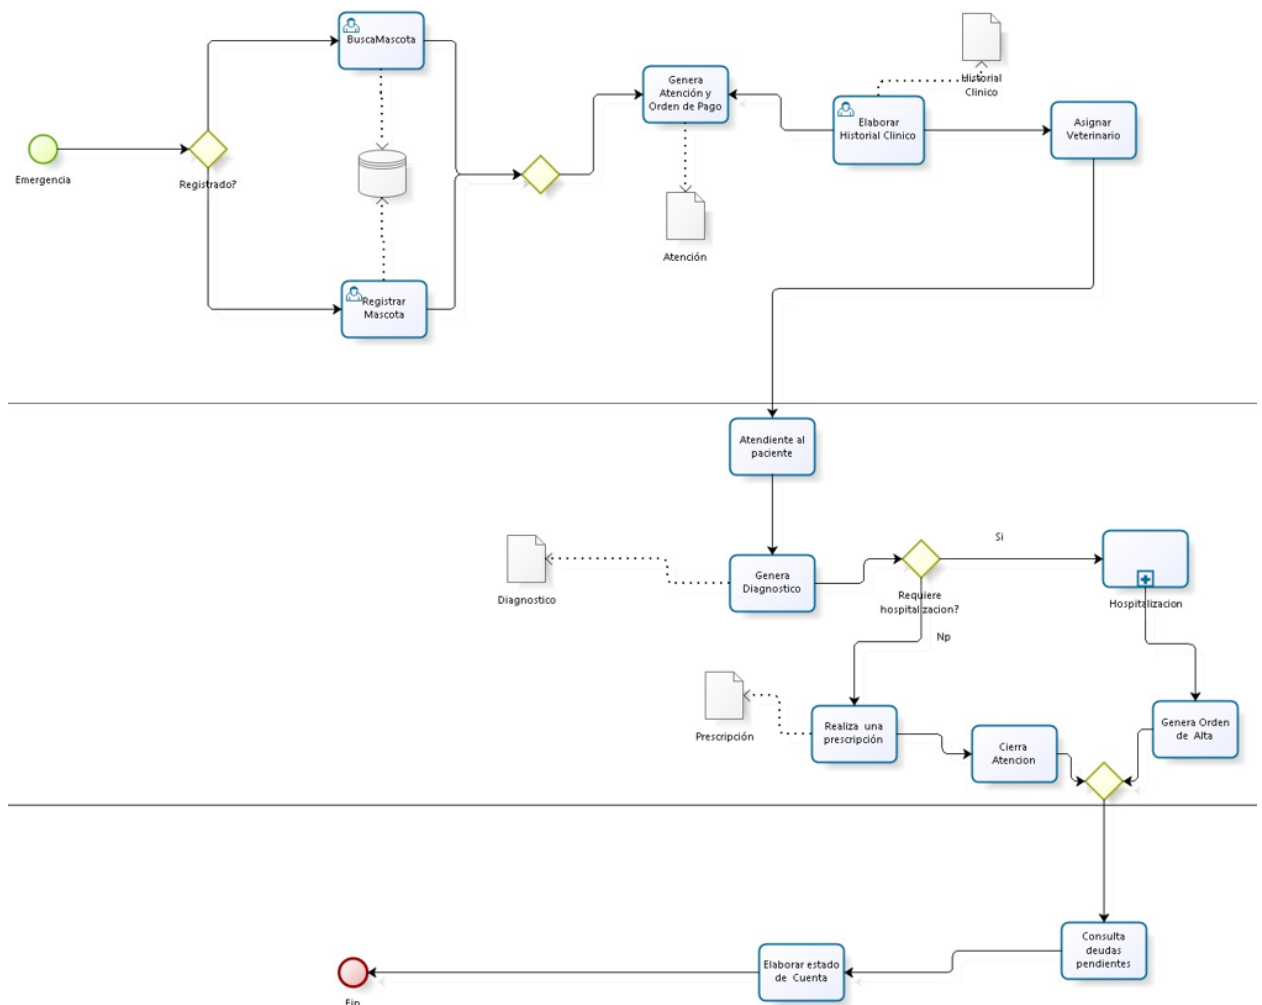 BuscaMascota
Historial
Clinico
Genera
Atención y
Orden de Pago
Elaborar
Historial Clinico
Asignar
Veterinario
Emergencia
Registrado?
Atención
Registrar
Mascota
Atendiente al
paciente
Si
Genera
Diagnostico
Diagnostico
Requiere
hospitalizacion?
Hospitalizacion
Np
Prescripción
Realiza una
prescripción
Cierra
Atencion
Genera Orden
de Alta
Consulta
deudas
pendientes
Elaborar estado
de Cuenta
Fin